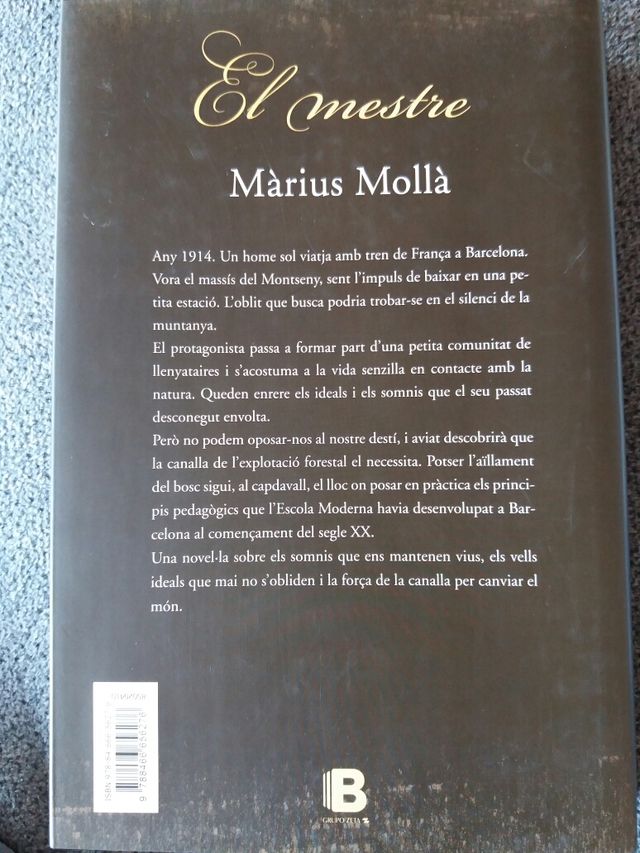 El mestre
Màrius Mollà
Any 1914. Un home sol viatja amb tren de França a Barcelona.
Vora el massís del Montseny, sent l'impuls de baixar en una pe-
tita estació. L'oblit que busca podria trobar-se en el silenci de la
muntanya.
El protagonista passa a formar part d'una petita comunitat de
llenyataires i s'acostuma a la vida senzilla en contacte amb la
natura. Queden enrere els ideals i els somnis que el seu passat
desconegut envolta.
Però no podem oposar-nos al nostre destí, i aviat descobrirà que
la canalla de l'explotació forestal el necessita. Potser l'aïllament
del bosc sigui, al capdavall, el lloc on posar en pràctica els princi-
pis pedagògics que l'Escola Moderna havia desenvolupat a Bar-
celona al començament del segle XX.
Una novel·la sobre els somnis que ens mantenen vius, els vells
ideals que mai no s'obliden i la força de la canalla per canviar el
món.
9 788466 656276
B
GRUPO ZETA